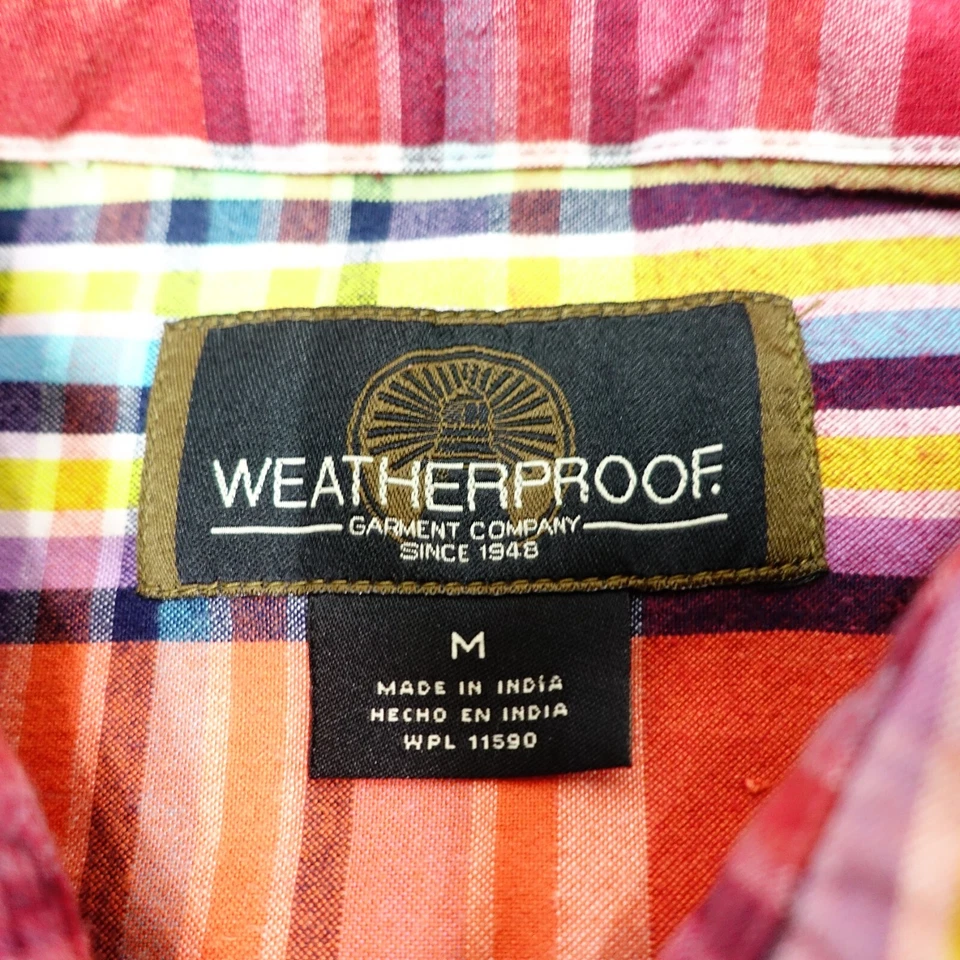 WEATHERPROOF.
GARMENT COMPANY
SINCE 1948
M
MADE IN INDIA
HECHO EN INDIA
WPL 11590